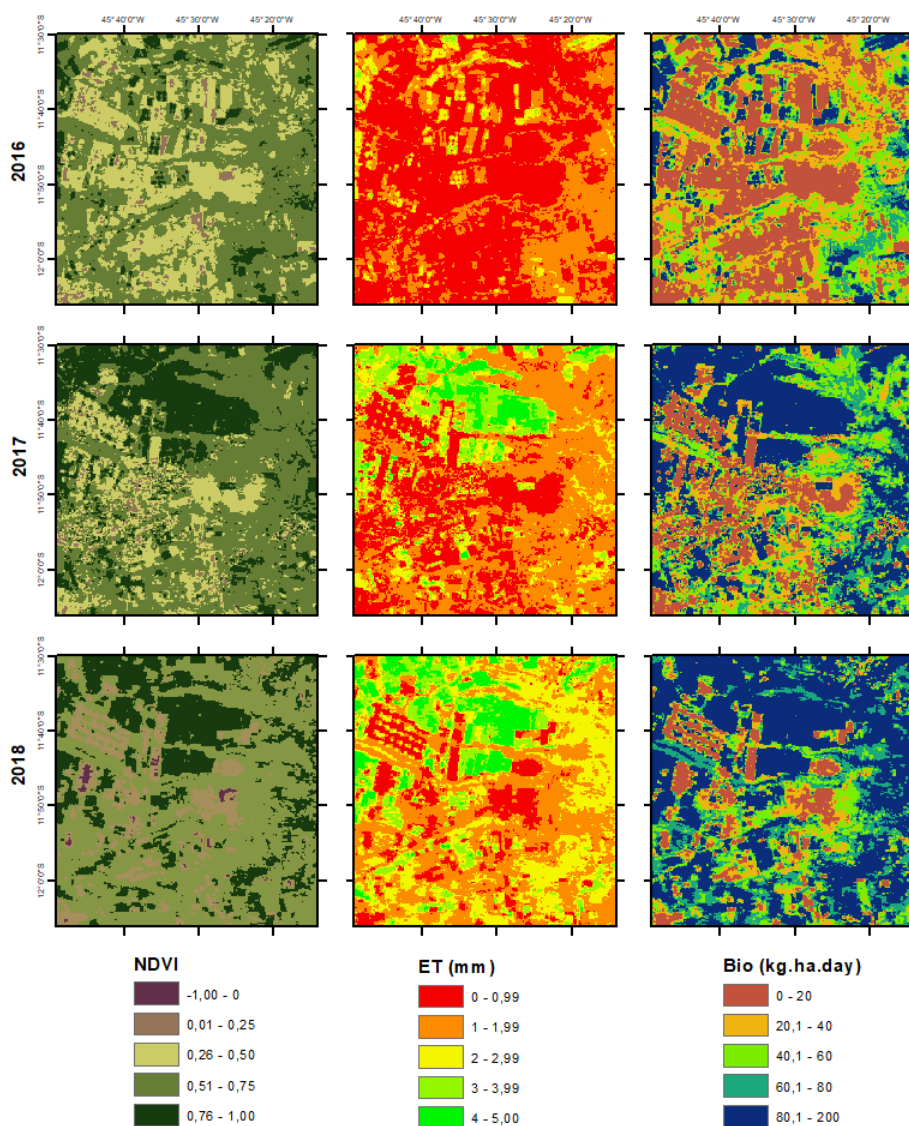 45°40'0"W 45°30'0"W 45°20'0"W 45°40'0"W 45°30'0"W 45°20'0"W 45°40'0"W 45°30'0"W 45°20'0"W
2016
11°30'0"S
11°40'0"S
11°50'0"S
12°0'0"S
2017
11°30'0"S
11°40'0"S
11°50'0"S
12°0'0"S
2018
11°30'0"S
11°40'0"S
11°50'0"S
12°0'0"S
NDVI
-1,00 - 0
0,01 - 0,25
0,26 - 0,50
0,51 - 0,75
0,76 - 1,00
ET (mm)
0 - 0,99
1 - 1,99
2 - 2,99
3 - 3,99
4 - 5,00
Bio (kg.ha.day)
0 - 20
20,1 - 40
40,1 - 60
60,1 - 80
80,1 - 200